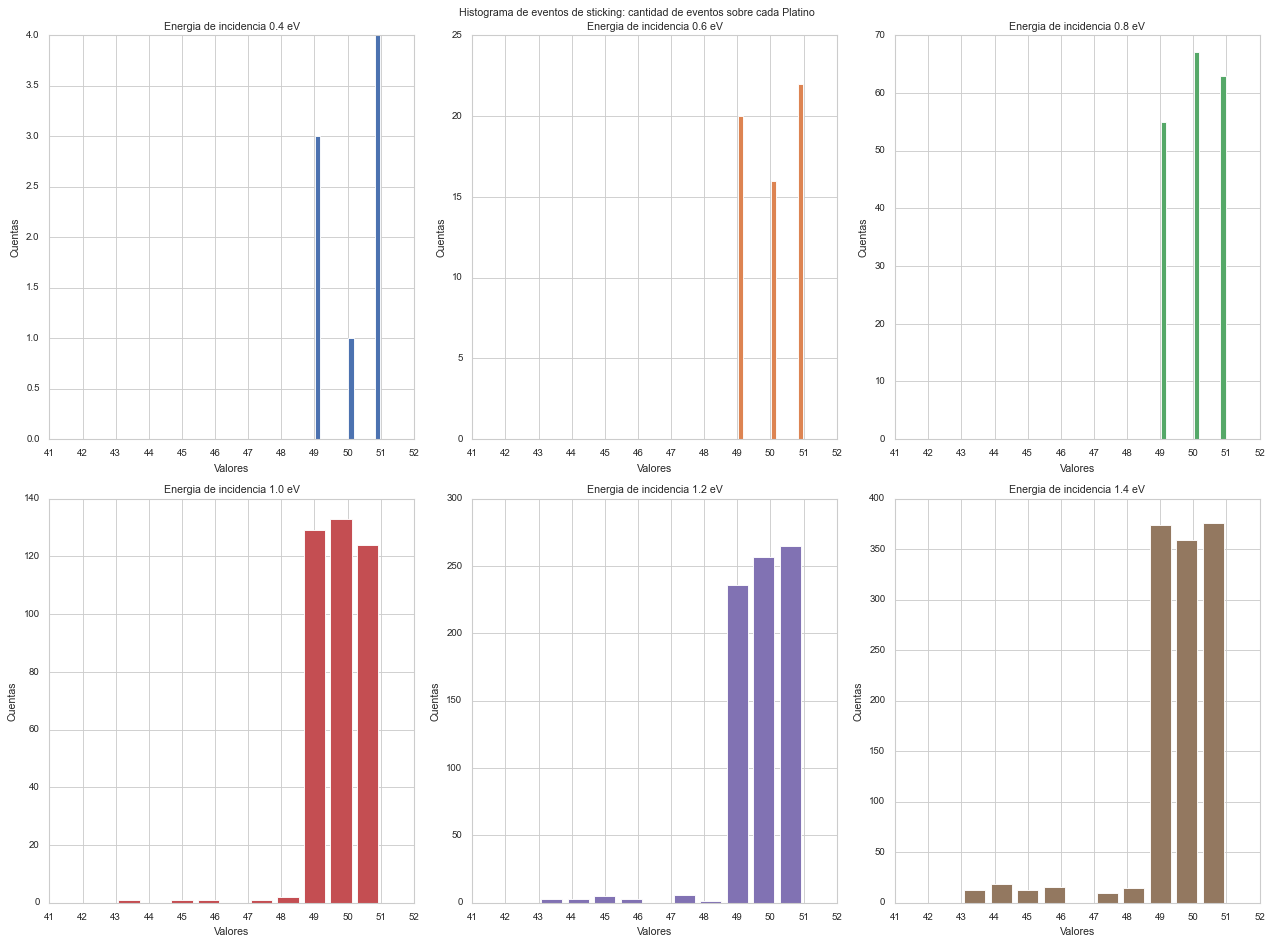 Histograma de eventos de sticking: cantidad de eventos sobre cada Platino
Energia de incidencia 0.4 eV
4.0
3.5
3.0
2.5
2.0
1.5
1.0
0.5
0.0
Cuentas
41 42 43 44 45 46 47 48 49 50 51 52
Valores
Energia de incidencia 0.6 eV
25
20
15
10
5
0
Cuentas
41 42 43 44 45 46 47 48 49 50 51 52
Valores
Energia de incidencia 0.8 eV
70
60
50
40
30
20
10
0
Cuentas
41 42 43 44 45 46 47 48 49 50 51 52
Valores
Energia de incidencia 1.0 eV
140
120
100
80
60
40
20
0
Cuentas
41 42 43 44 45 46 47 48 49 50 51 52
Valores
Energia de incidencia 1.2 eV
300
250
200
150
100
50
0
Cuentas
41 42 43 44 45 46 47 48 49 50 51 52
Valores
Energia de incidencia 1.4 eV
400
350
300
250
200
150
100
50
0
Cuentas
41 42 43 44 45 46 47 48 49 50 51 52
Valores